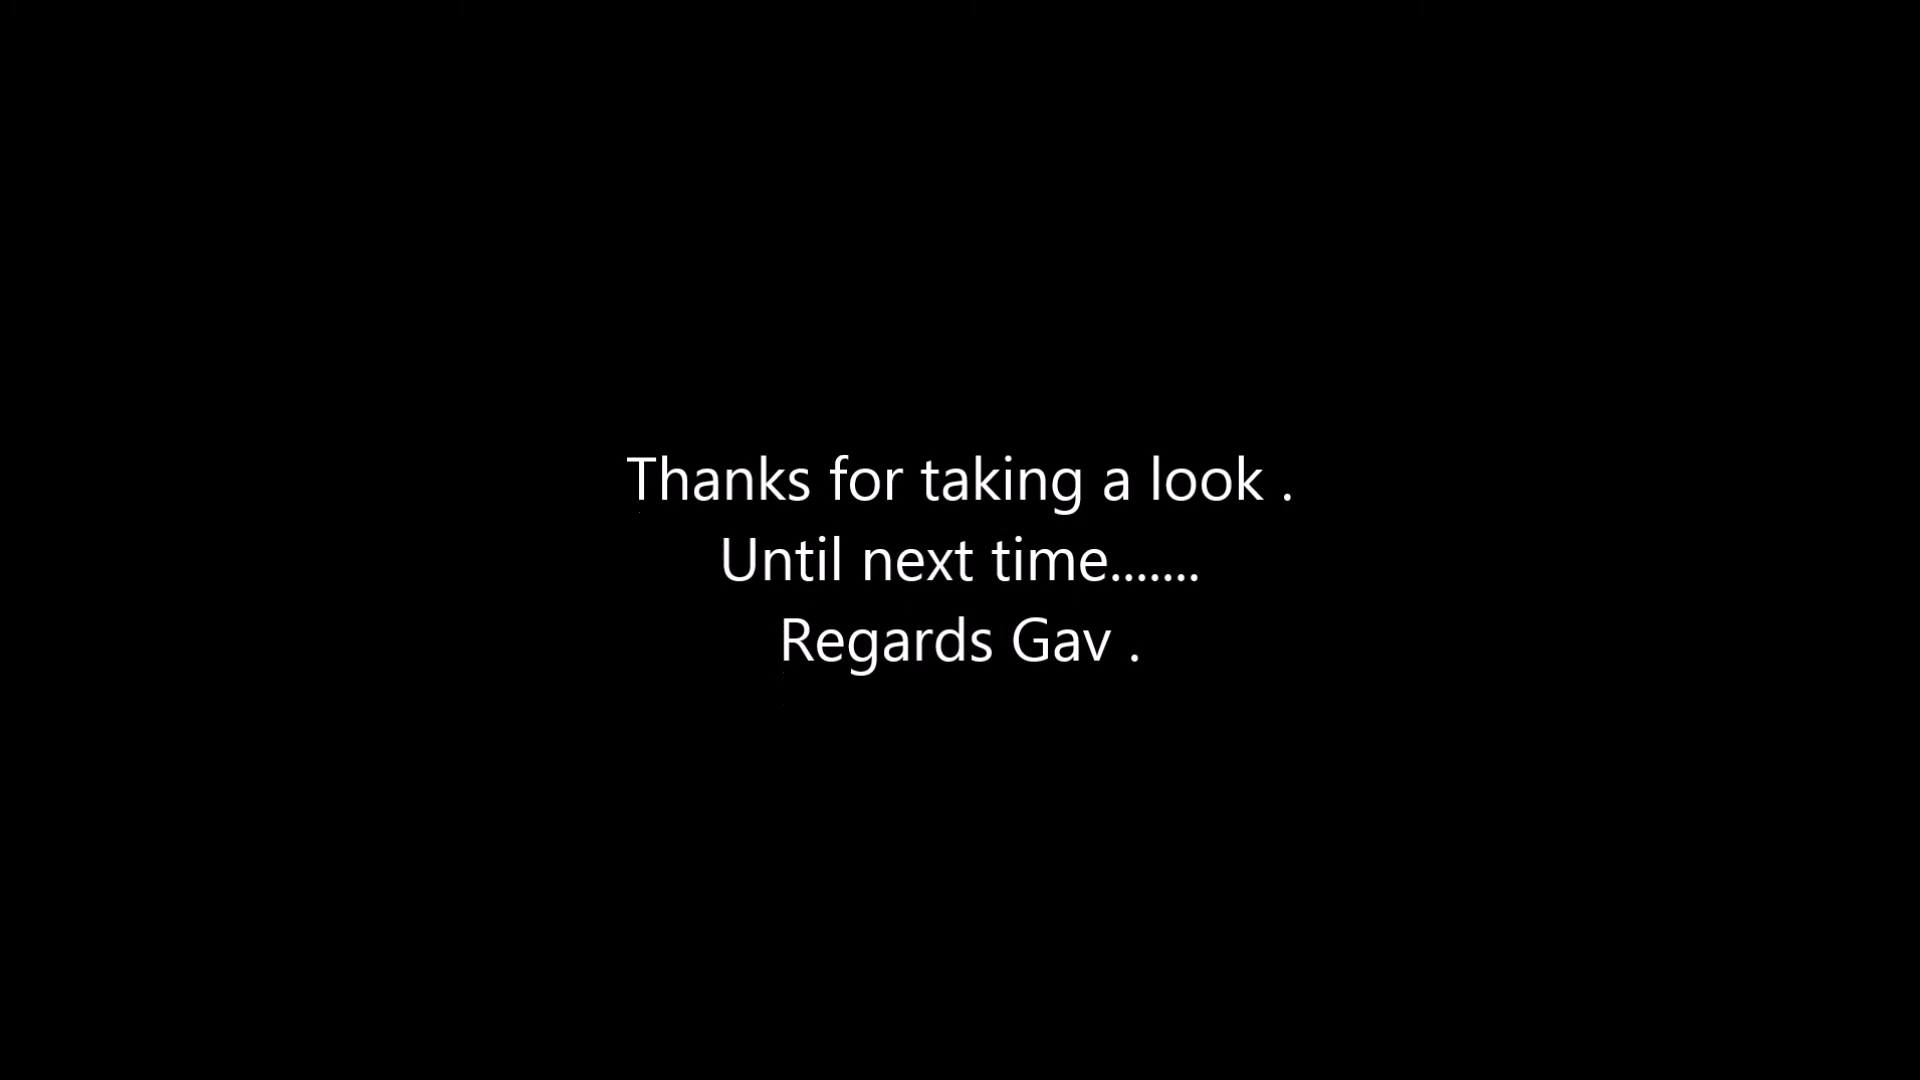 Thanks for taking a look .
Until next time.......
Regards Gav .